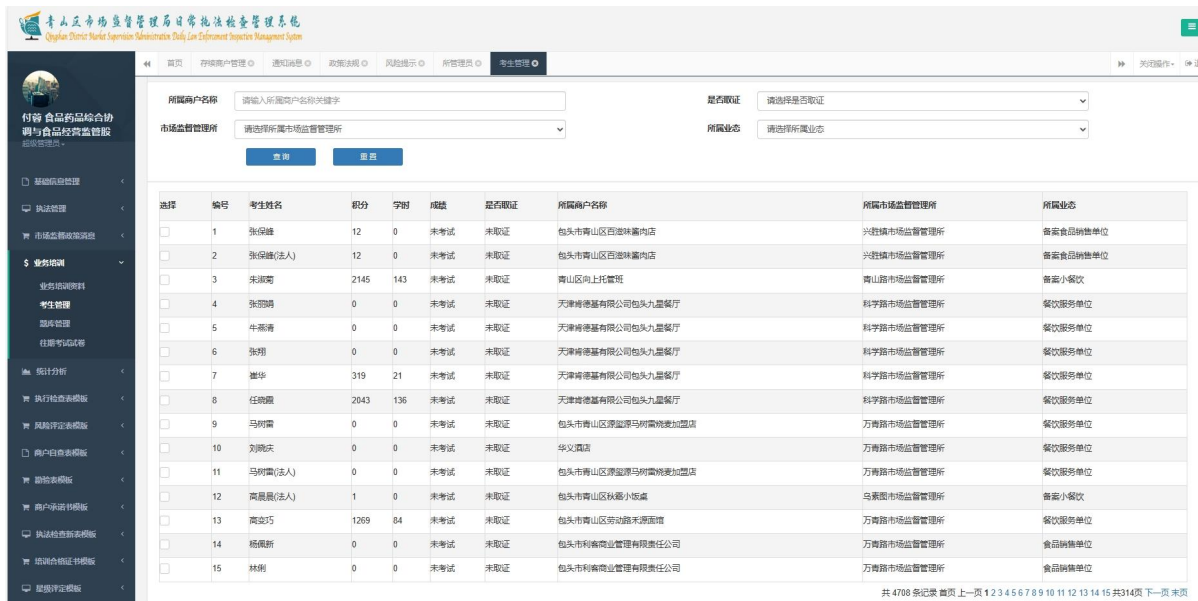 青山区市场监督管理局日常执法检查管理系统
Qingshan District Market Supervision Administration Daily Law Enforcement Inspection Management System
首页 存续商户管理 通知消息 政策法规 风险提示 所管理员 考生管理 关闭操作
付蓉 食品药品综合协
调与食品经营监管股
超级管理员
基础信息管理
执法管理
市场监督政策消息
业务培训
业务培训资料
考生管理
题库管理
往期考试试卷
统计分析
执行检查表模板
风险评定表模版
商户自查表模板
勘验表模板
商户承诺书模板
执法检查新表模板
培训合格证书模板
星级评定模板
所属商户名称 请输入所属商户名称关键字 是否取证 请选择是否取证
市场监督管理所 请选择所属市场监督管理所 所属业态 请选择所属业态
查询 重置
选择 编号 考生姓名 积分 学时 成绩 是否取证 所属商户名称 所属市场监督管理所 所属业态
1 张保峰 12 0 未考试 未取证 包头市青山区百滋味酱肉店 兴胜镇市场监督管理所 备案食品销售单位
2 张保峰(法人) 12 0 未考试 未取证 包头市青山区百滋味酱肉店 兴胜镇市场监督管理所 备案食品销售单位
3 朱淑菊 2145 143 未考试 未取证 青山区向上托管班 青山路市场监督管理所 备案小餐饮
4 张丽娟 0 0 未考试 未取证 天津肯德基有限公司包头九星餐厅 科学路市场监督管理所 餐饮服务单位
5 牛燕清 0 0 未考试 未取证 天津肯德基有限公司包头九星餐厅 科学路市场监督管理所 餐饮服务单位
6 张翔 0 0 未考试 未取证 天津肯德基有限公司包头九星餐厅 科学路市场监督管理所 餐饮服务单位
7 崔华 319 21 未考试 未取证 天津肯德基有限公司包头九星餐厅 科学路市场监督管理所 餐饮服务单位
8 任晓霞 2043 136 未考试 未取证 天津肯德基有限公司包头九星餐厅 科学路市场监督管理所 餐饮服务单位
9 马树雷 0 0 未考试 未取证 包头市青山区源玺源马树雷烧麦加盟店 万青路市场监督管理所 餐饮服务单位
10 刘晓庆 0 0 未考试 未取证 华义酒店 万青路市场监督管理所 餐饮服务单位
11 马树雷(法人) 0 0 未考试 未取证 包头市青山区源玺源马树雷烧麦加盟店 万青路市场监督管理所 餐饮服务单位
12 高晨晨(法人) 1 0 未考试 未取证 包头市青山区秋露小饭桌 乌素图市场监督管理所 备案小餐饮
13 高变巧 1269 84 未考试 未取证 包头市青山区劳动路禾源面馆 万青路市场监督管理所 餐饮服务单位
14 杨佩新 0 0 未考试 未取证 包头市利客商业管理有限责任公司 万青路市场监督管理所 食品销售单位
15 林俐 0 0 未考试 未取证 包头市利客商业管理有限责任公司 万青路市场监督管理所 食品销售单位
共 4708 条记录 首页 上一页 1 2 3 4 5 6 7 8 9 10 11 12 13 14 15 共314页 下一页 末页